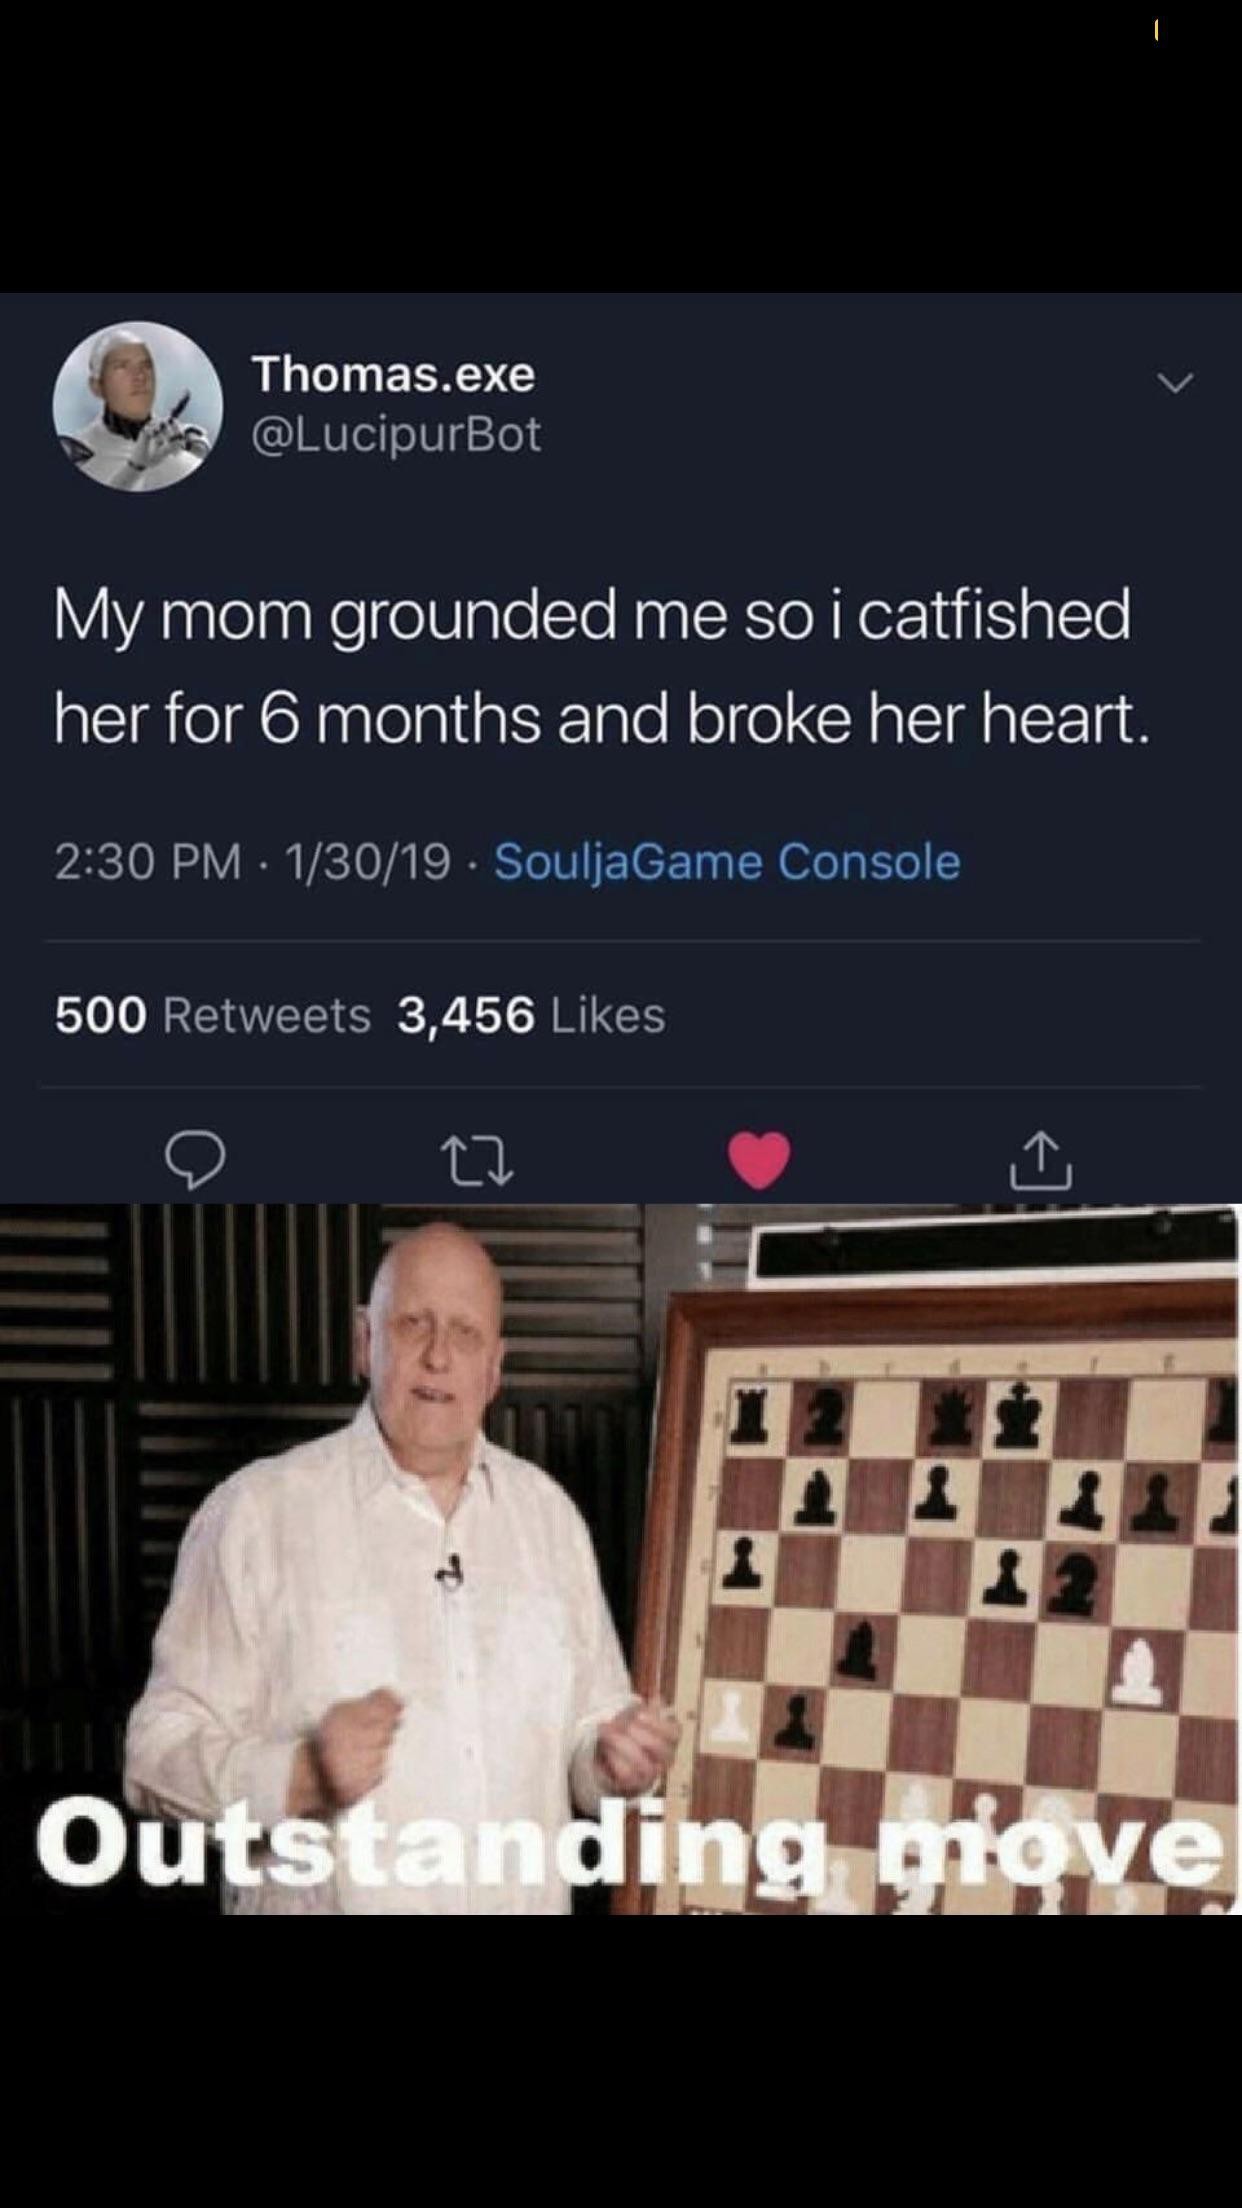 Thomas.exe
@LucipurBot
My mom grounded me so i catfished
her for 6 months and broke her heart.
2:30 PM · 1/30/19 · SouljaGame Console
500 Retweets 3,456 Likes
Outstanding move